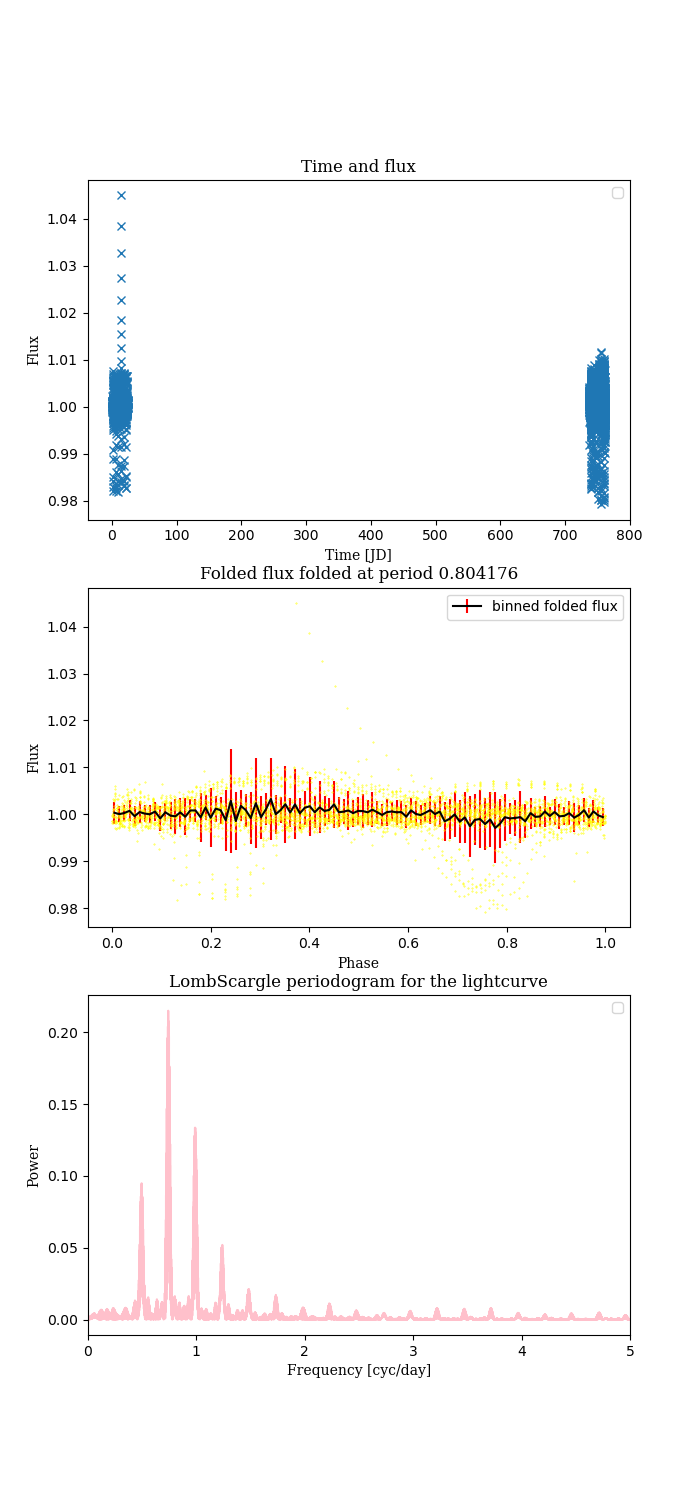 Time and flux
1.04
1.03
1.02
1.01
1.00
0.99
0.98
Flux
0 100 200 300 400 500 600 700 800
Time [JD]
Folded flux folded at period 0.804176
binned folded flux
1.04
1.03
1.02
1.01
1.00
0.99
0.98
Flux
0.0 0.2 0.4 0.6 0.8 1.0
Phase
LombScargle periodogram for the lightcurve
0.20
0.15
0.10
0.05
0.00
Power
0 1 2 3 4 5
Frequency [cyc/day]